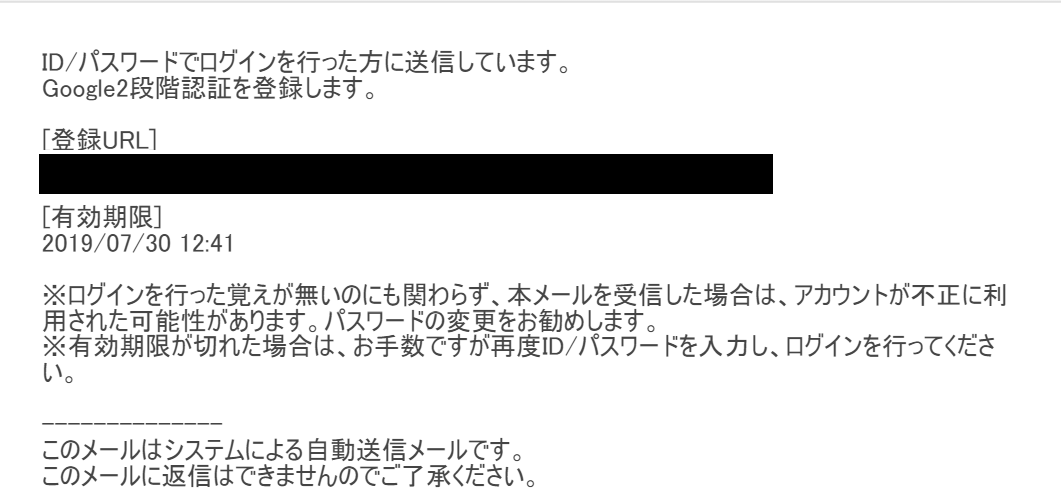 ID/パスワードでログインを行った方に送信しています。
Google2段階認証を登録します。
[登録URL]
[有効期限]
2019/07/30 12:41
※ログインを行った覚えが無いのにも関わらず、本メールを受信した場合は、アカウントが不正に利
用された可能性があります。パスワードの変更をお勧めします。
※有効期限が切れた場合は、お手数ですが再度ID/パスワードを入力し、ログインを行ってくださ
い。
--------------
このメールはシステムによる自動送信メールです。
このメールに返信はできませんのでご了承ください。